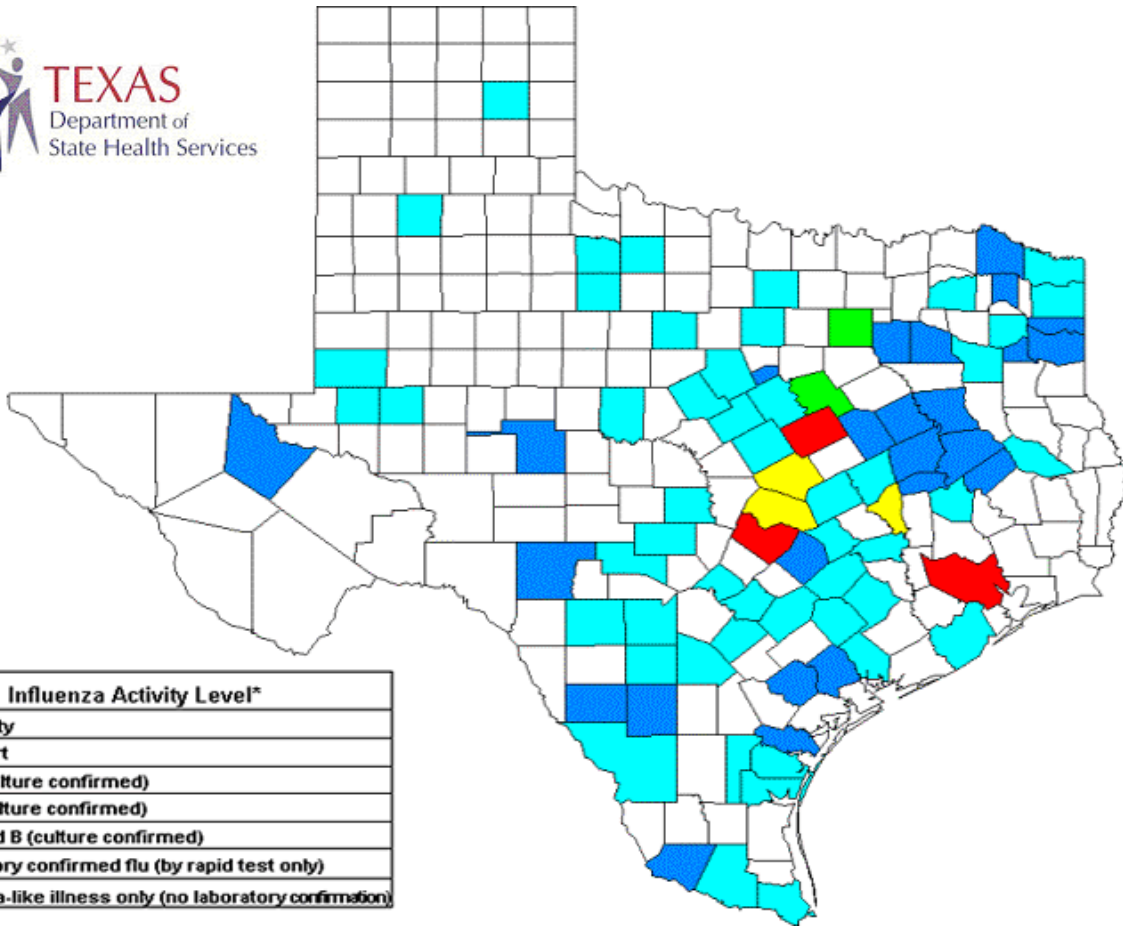 TEXAS
Department of
State Health Services
Influenza Activity Level*
ty
t
lture confirmed)
lture confirmed)
d B (culture confirmed)
ory confirmed flu (by rapid test only)
a-like illness only (no laboratory confirmation)